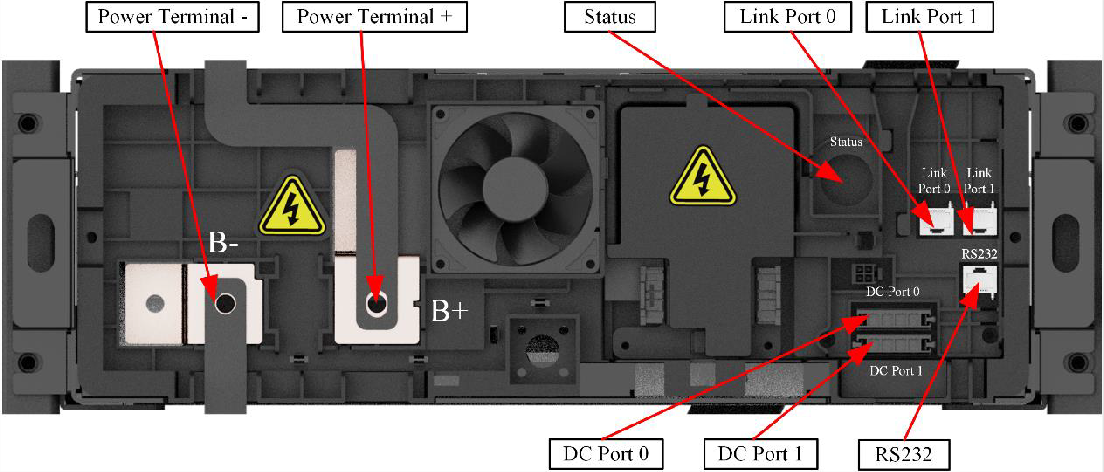 Power Terminal -
Power Terminal +
Status
Link Port 0
Link Port 1
Status
Link
Port 0
Link
Port 1
B-
RS232
DC Port 0
B+
DC Port 1
DC Port 0
DC Port 1
RS232